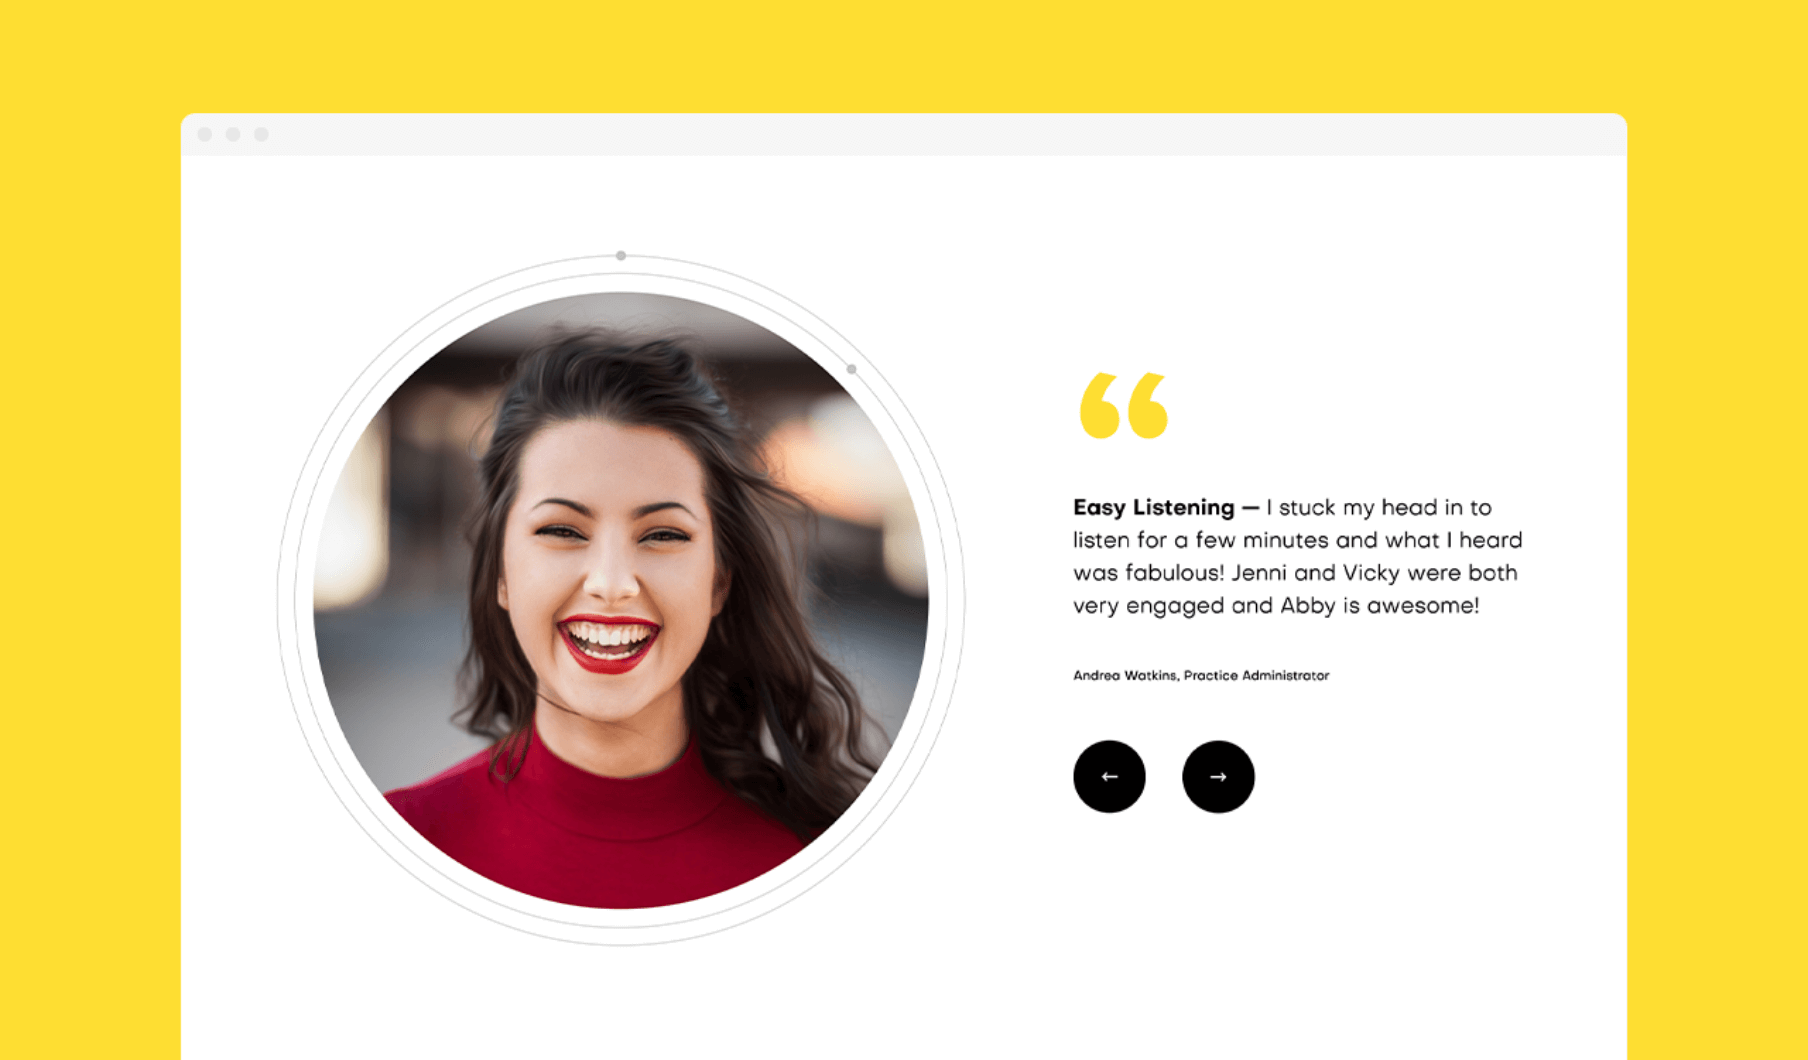 “
Easy Listening — I stuck my head in to
listen for a few minutes and what I heard
was fabulous! Jenni and Vicky were both
very engaged and Abby is awesome!
Andrea Watkins, Practice Administrator
← →